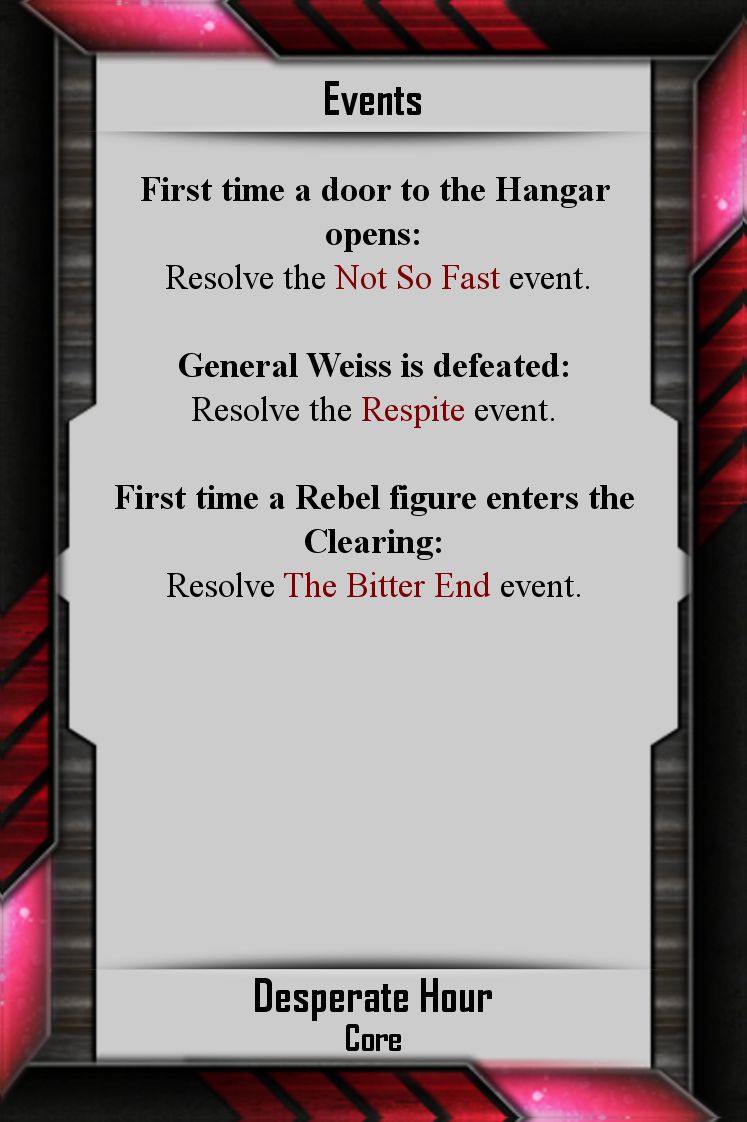 Events
First time a door to the Hangar
opens:
Resolve the Not So Fast event.
General Weiss is defeated:
Resolve the Respite event.
First time a Rebel figure enters the
Clearing:
Resolve The Bitter End event.
Desperate Hour
Core